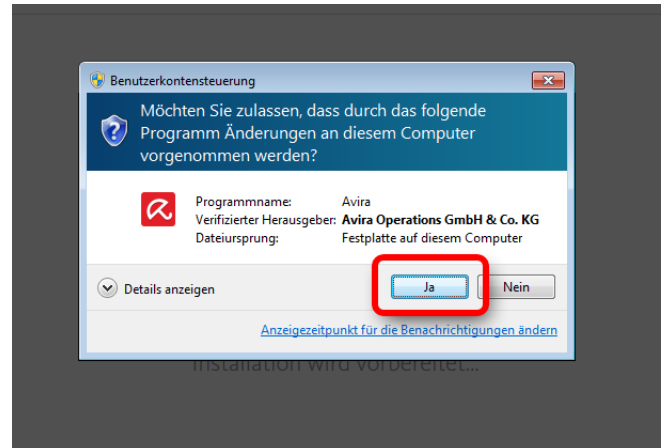 Benutzerkontensteuerung
Möchten Sie zulassen, dass durch das folgende
Programm Änderungen an diesem Computer
vorgenommen werden?
Programmname: Avira
Verifizierter Herausgeber: Avira Operations GmbH & Co. KG
Dateiursprung: Festplatte auf diesem Computer
Details anzeigen Ja Nein
Anzeigezeitpunkt für die Benachrichtigungen ändern
Installation wird vorbereitet...